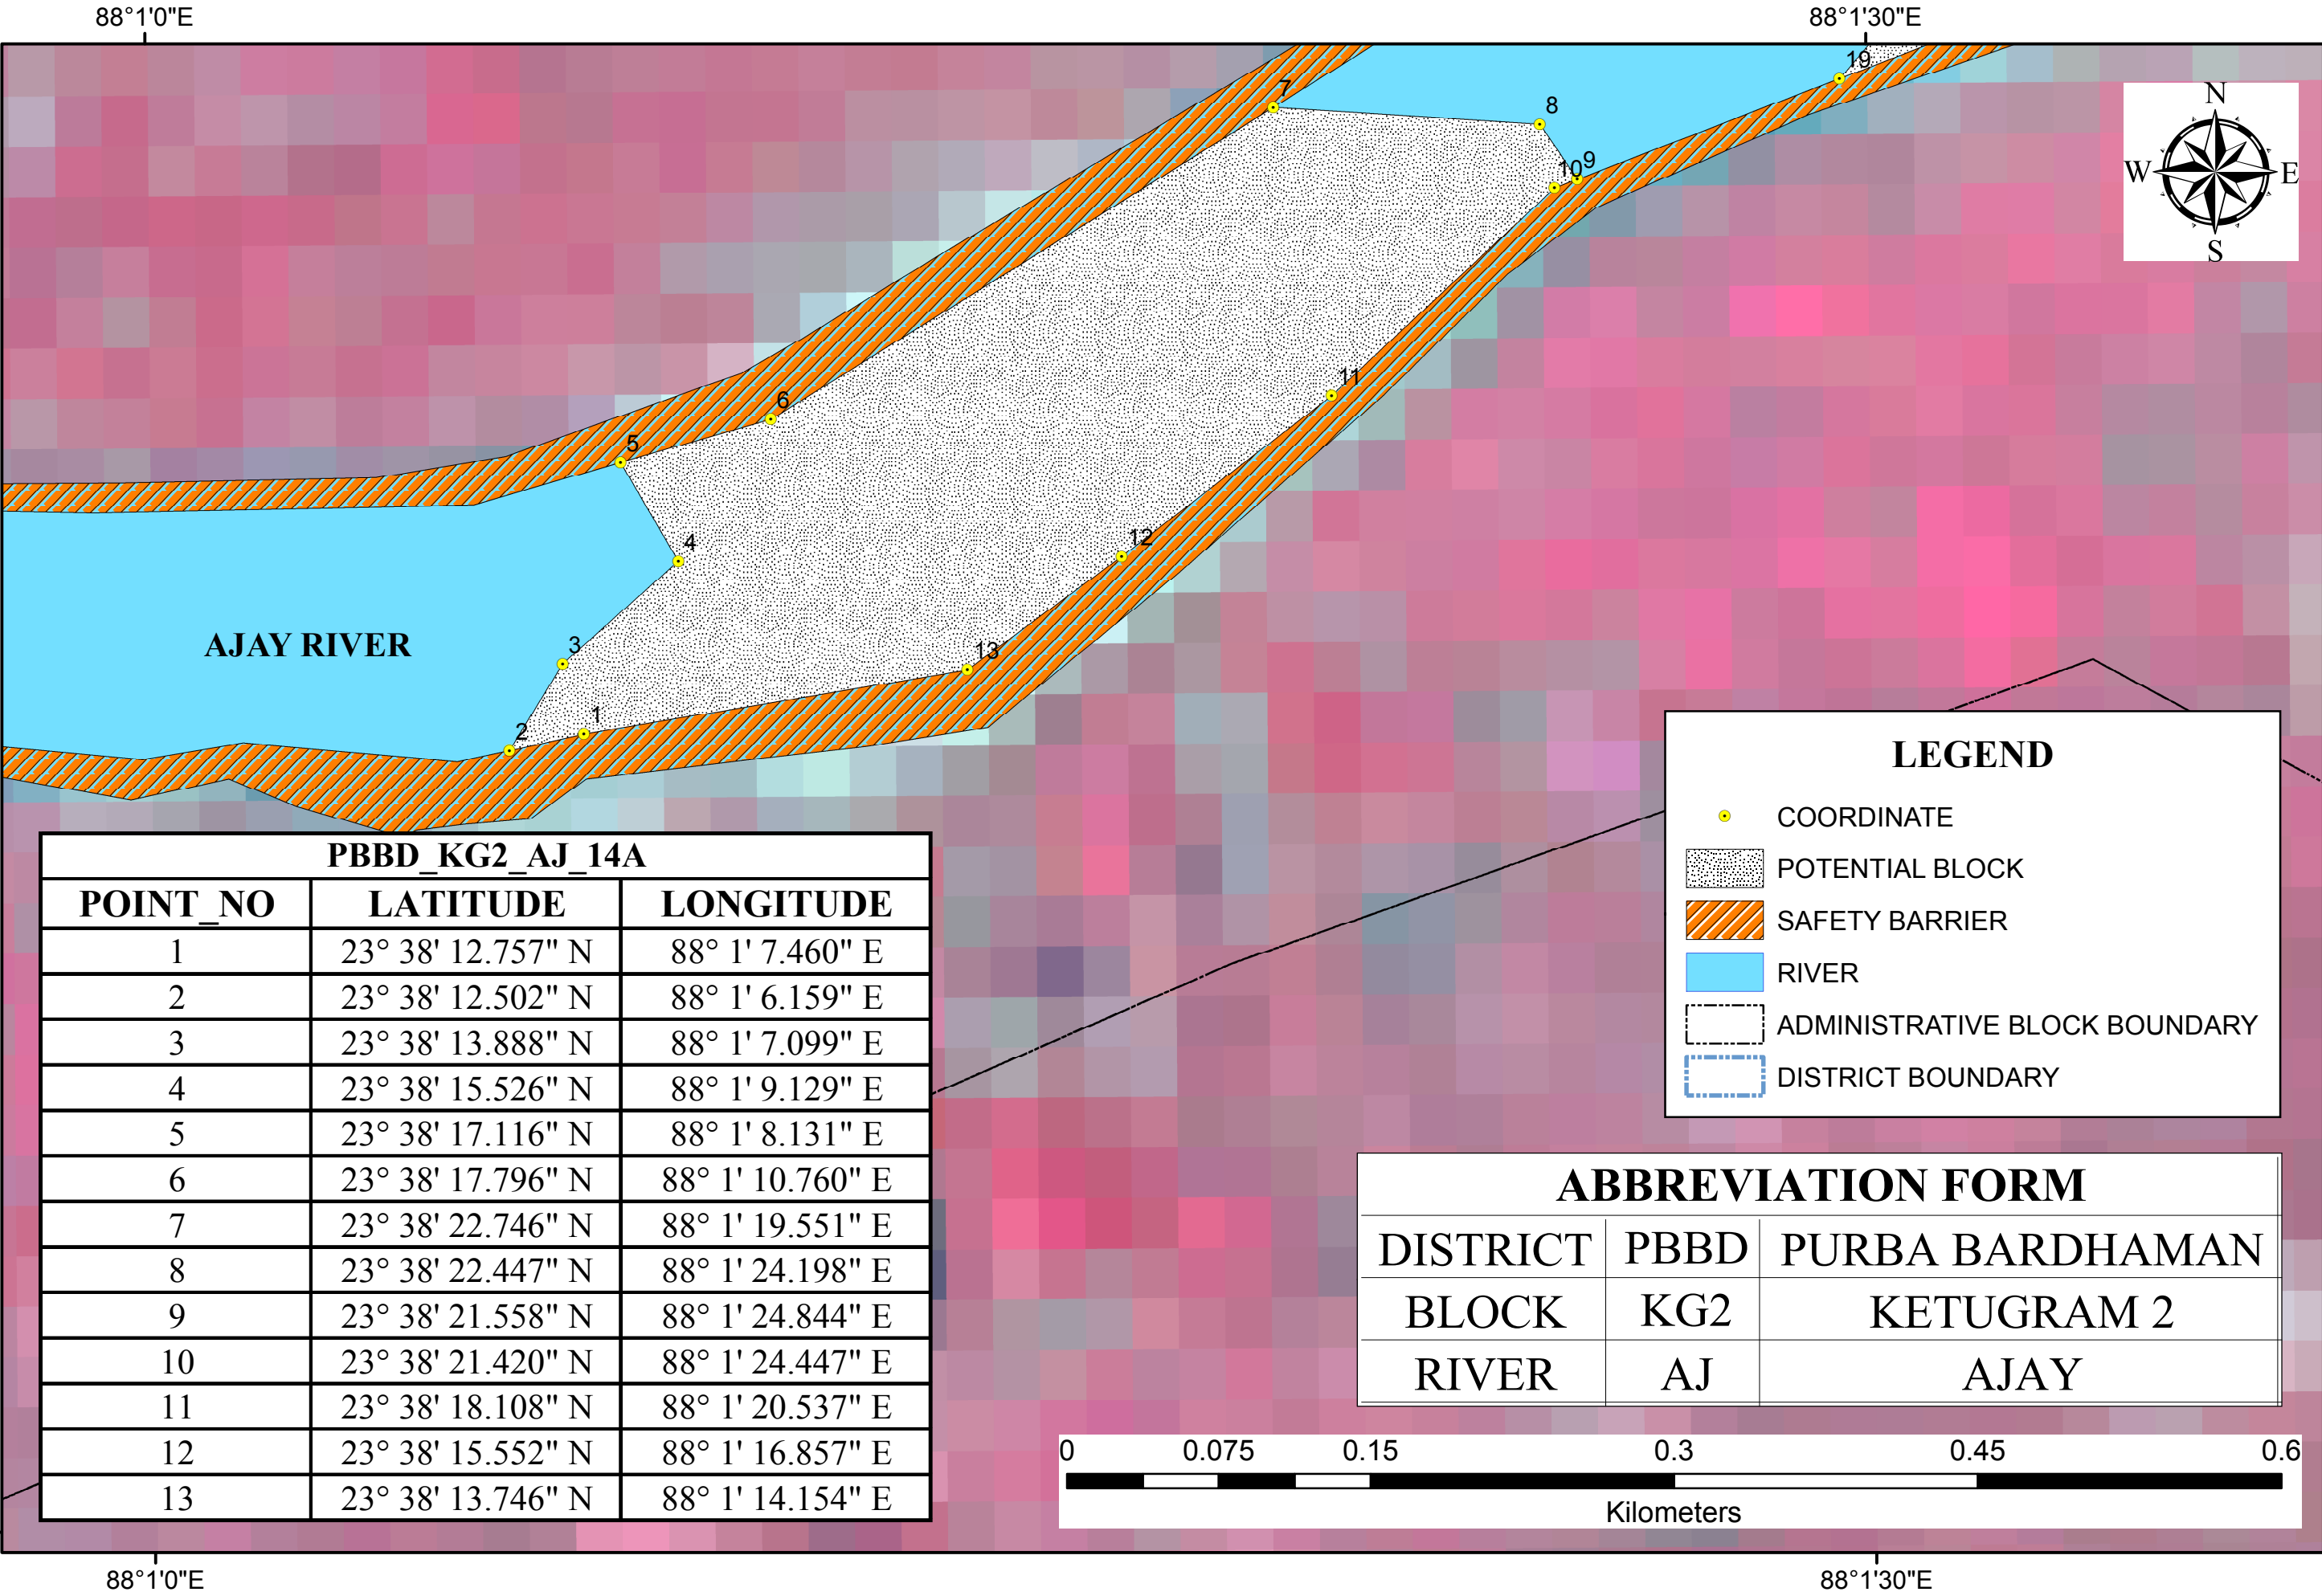 88°1'0"E
88°1'30"E
19
N
W E
S
7
8
9
10
6
11
5
4
12
3
13
AJAY RIVER
1
2
LEGEND
COORDINATE
POTENTIAL BLOCK
SAFETY BARRIER
RIVER
ADMINISTRATIVE BLOCK BOUNDARY
DISTRICT BOUNDARY
PBBD_KG2_AJ_14A
POINT_NO LATITUDE LONGITUDE
1 23° 38' 12.757" N 88° 1' 7.460" E
2 23° 38' 12.502" N 88° 1' 6.159" E
3 23° 38' 13.888" N 88° 1' 7.099" E
4 23° 38' 15.526" N 88° 1' 9.129" E
5 23° 38' 17.116" N 88° 1' 8.131" E
6 23° 38' 17.796" N 88° 1' 10.760" E
7 23° 38' 22.746" N 88° 1' 19.551" E
8 23° 38' 22.447" N 88° 1' 24.198" E
9 23° 38' 21.558" N 88° 1' 24.844" E
10 23° 38' 21.420" N 88° 1' 24.447" E
11 23° 38' 18.108" N 88° 1' 20.537" E
12 23° 38' 15.552" N 88° 1' 16.857" E
13 23° 38' 13.746" N 88° 1' 14.154" E
ABBREVIATION FORM
DISTRICT PBBD PURBA BARDHAMAN
BLOCK KG2 KETUGRAM 2
RIVER AJ AJAY
0 0.075 0.15 0.3 0.45 0.6
Kilometers
88°1'0"E
88°1'30"E